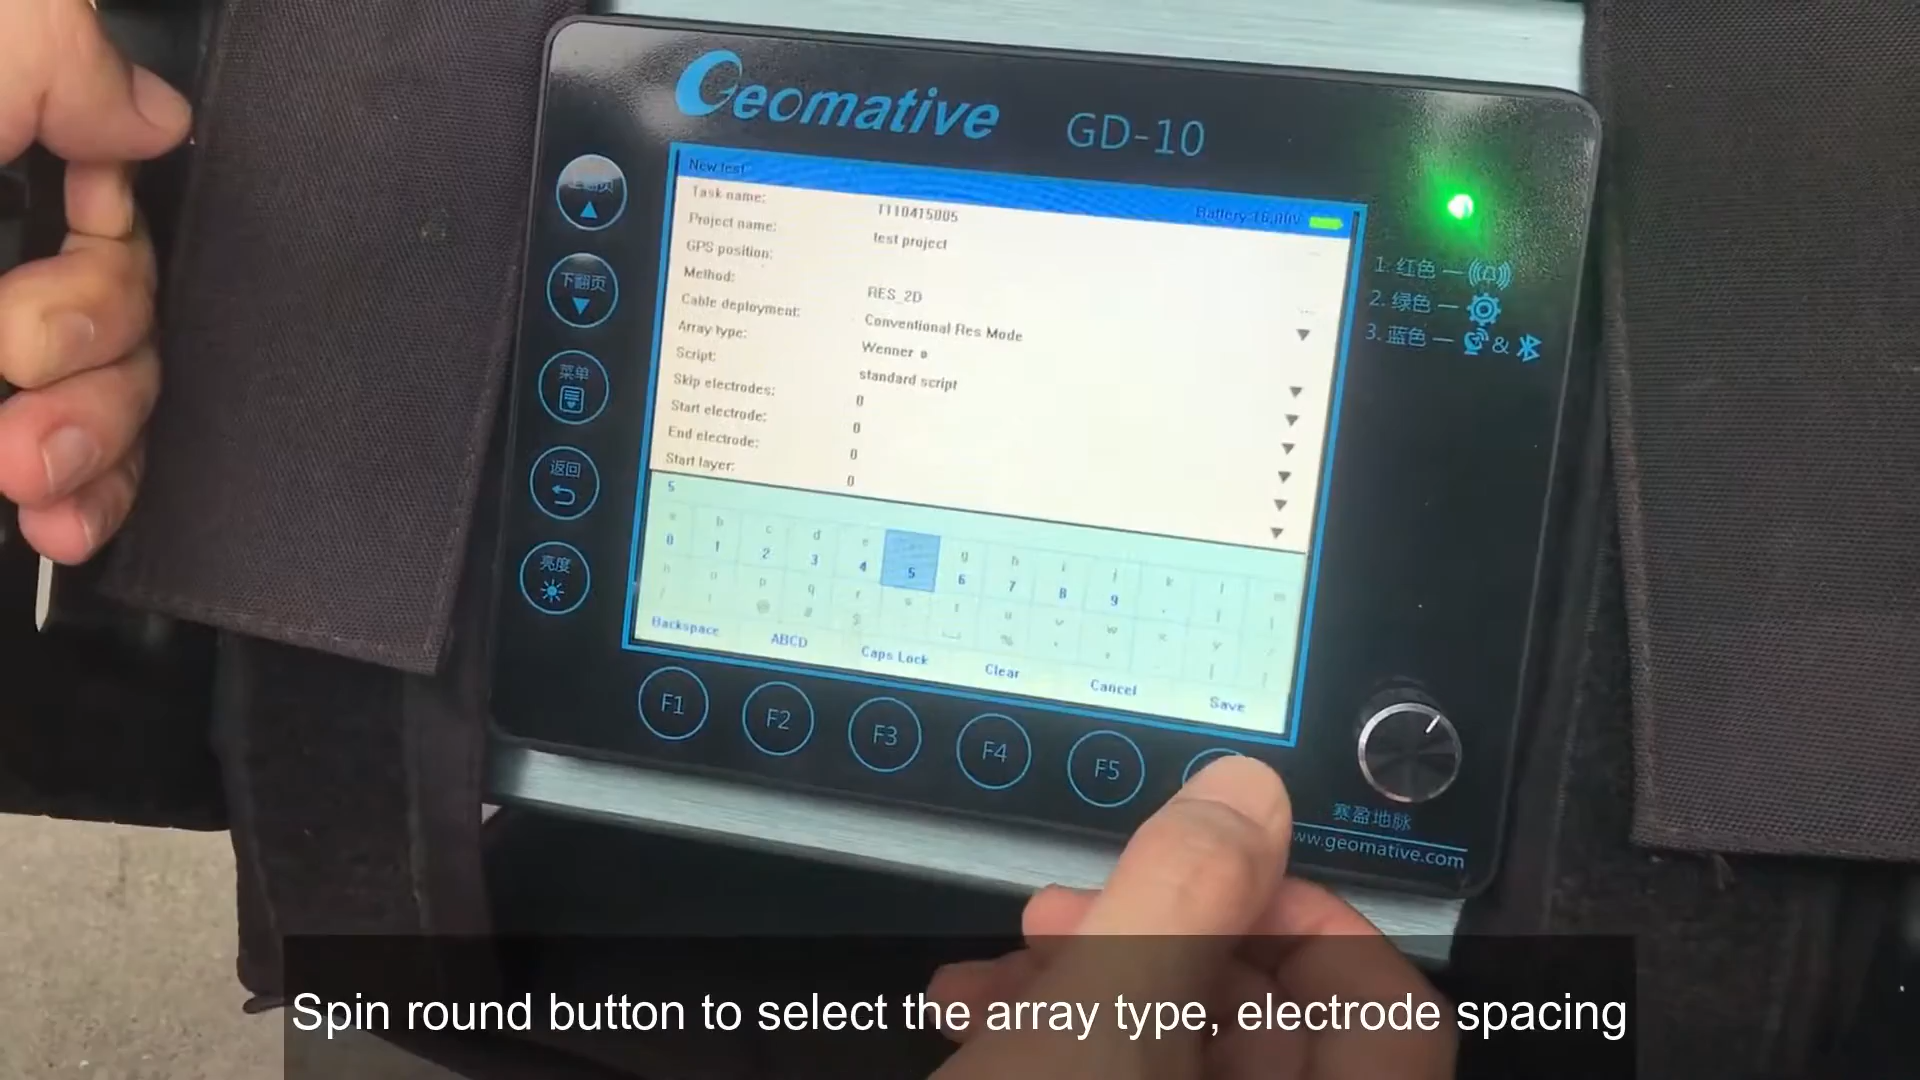 Geomative GD-10
New test
Battery:16.00V
Task name: T110415005
Project name: test project
GPS position:
Method: RES_2D
Cable deployment: Conventional Res Mode
Array type: Wenner α
Script: standard script
Skip electrodes: 0
Start electrode: 0
End electrode: 0
Start layer: 0
5
a b c d e g h i j k l m
0 1 2 3 4 5 6 7 8 9
n o p q r s t u v w x y
Backspace ABCD Caps Lock Clear Cancel Save
F1 F2 F3 F4 F5
下翻页
菜单
返回
亮度
1. 红色 —
2. 绿色 —
3. 蓝色 — &
赛盈地脉
www.geomative.com
Spin round button to select the array type, electrode spacing